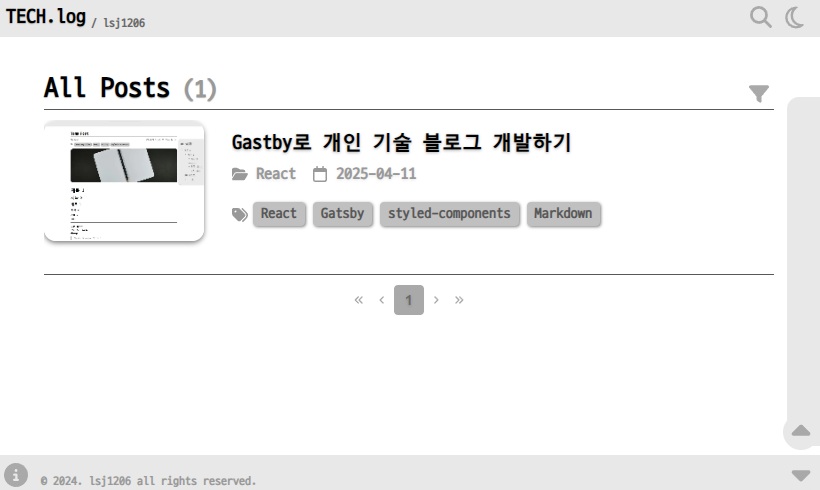 TECH.log / lsj1206
All Posts (1)
Gastby로 개인 기술 블로그 개발하기
React 2025-04-11
React Gatsby styled-components Markdown
« ‹ 1 › »
© 2024. lsj1206 all rights reserved.